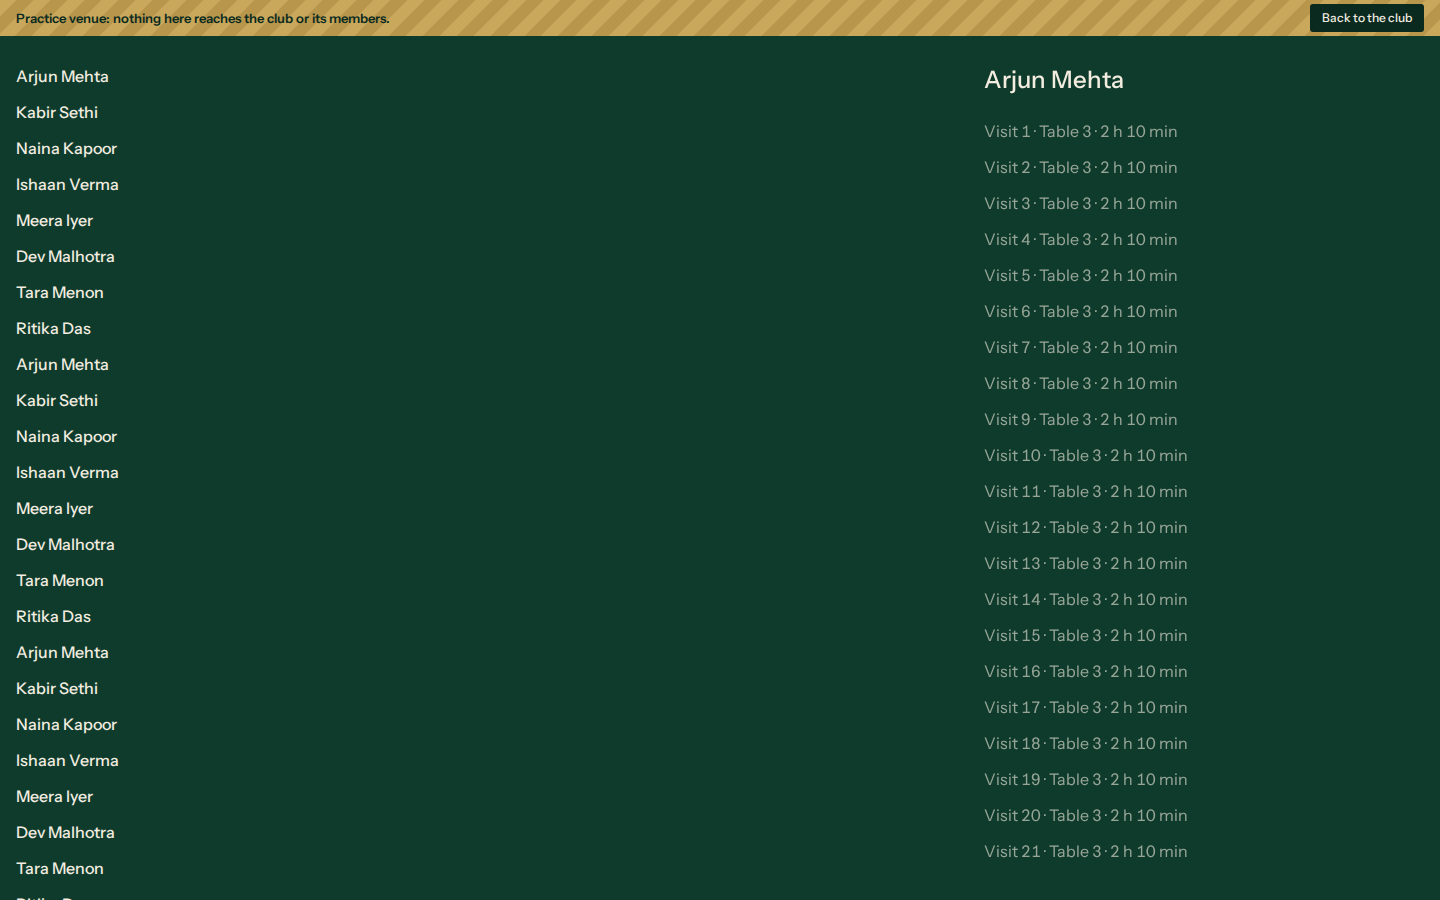 Practice venue: nothing here reaches the club or its members.
Back to the club
Arjun Mehta
Kabir Sethi
Naina Kapoor
Ishaan Verma
Meera Iyer
Dev Malhotra
Tara Menon
Ritika Das
Arjun Mehta
Kabir Sethi
Naina Kapoor
Ishaan Verma
Meera Iyer
Dev Malhotra
Tara Menon
Ritika Das
Arjun Mehta
Kabir Sethi
Naina Kapoor
Ishaan Verma
Meera Iyer
Dev Malhotra
Tara Menon
Arjun Mehta
Visit 1 · Table 3 · 2 h 10 min
Visit 2 · Table 3 · 2 h 10 min
Visit 3 · Table 3 · 2 h 10 min
Visit 4 · Table 3 · 2 h 10 min
Visit 5 · Table 3 · 2 h 10 min
Visit 6 · Table 3 · 2 h 10 min
Visit 7 · Table 3 · 2 h 10 min
Visit 8 · Table 3 · 2 h 10 min
Visit 9 · Table 3 · 2 h 10 min
Visit 10 · Table 3 · 2 h 10 min
Visit 11 · Table 3 · 2 h 10 min
Visit 12 · Table 3 · 2 h 10 min
Visit 13 · Table 3 · 2 h 10 min
Visit 14 · Table 3 · 2 h 10 min
Visit 15 · Table 3 · 2 h 10 min
Visit 16 · Table 3 · 2 h 10 min
Visit 17 · Table 3 · 2 h 10 min
Visit 18 · Table 3 · 2 h 10 min
Visit 19 · Table 3 · 2 h 10 min
Visit 20 · Table 3 · 2 h 10 min
Visit 21 · Table 3 · 2 h 10 min